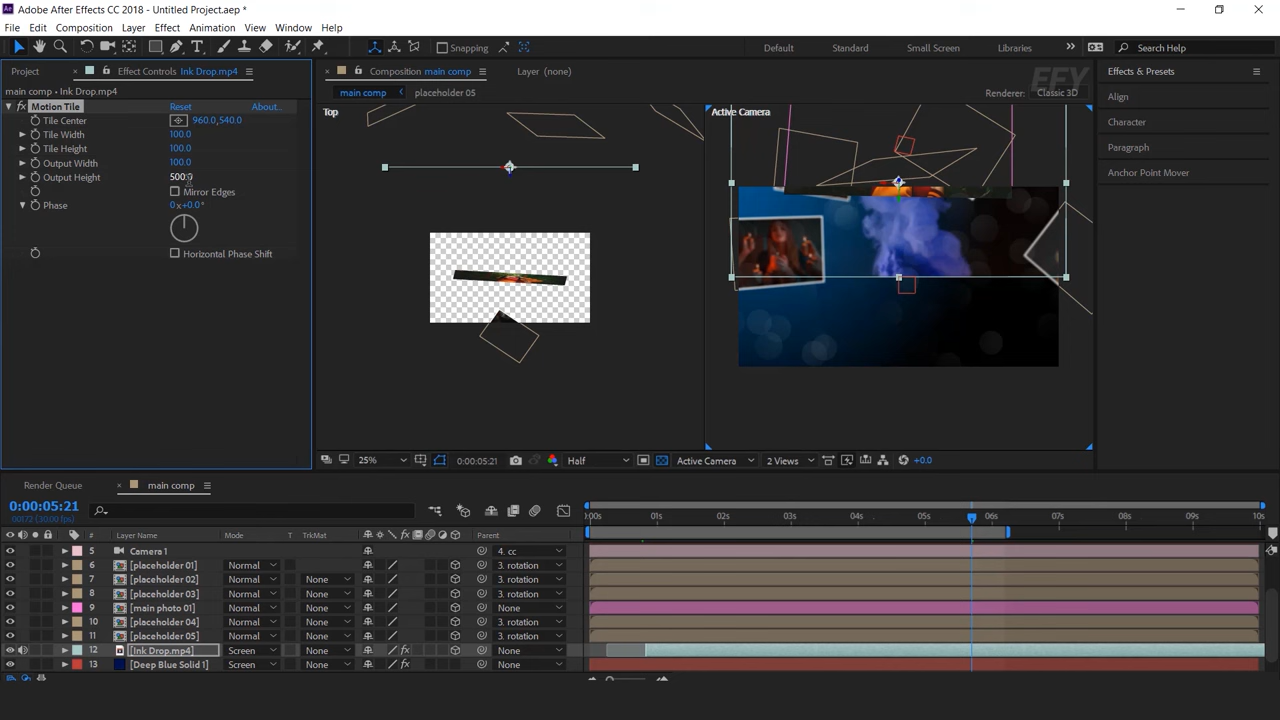 Adobe After Effects CC 2018 - Untitled Project.aep *
File Edit Composition Layer Effect Animation View Window Help
Snapping Default Standard Small Screen Libraries Search Help
Project Effect Controls Ink Drop.mp4 Composition main comp Layer (none) Effects & Presets
main comp • Ink Drop.mp4 main comp placeholder 05 Renderer: Classic 3D
EFY
Motion Tile Reset About... Top Active Camera Align
Tile Center 960.0,540.0 Character
Tile Width 100.0
Tile Height 100.0 Paragraph
Output Width 100.0
Output Height 500 Anchor Point Mover
Mirror Edges
Phase 0x+0.0°
Horizontal Phase Shift
25% 0:00:05:21 Half Active Camera 2 Views +0.0
Render Queue main comp
0:00:05:21
00172 (30.00 fps)
:00s 01s 02s 03s 04s 05s 06s 07s 08s 09s 10s
# Layer Name Mode T TrkMat Parent
5 Camera 1 4. cc
6 [placeholder 01] Normal 3. rotation
7 [placeholder 02] Normal None 3. rotation
8 [placeholder 03] Normal None 3. rotation
9 [main photo 01] Normal None None
10 [placeholder 04] Normal None 3. rotation
11 [placeholder 05] Normal None 3. rotation
12 [Ink Drop.mp4] Screen None None
13 [Deep Blue Solid 1] Screen None None